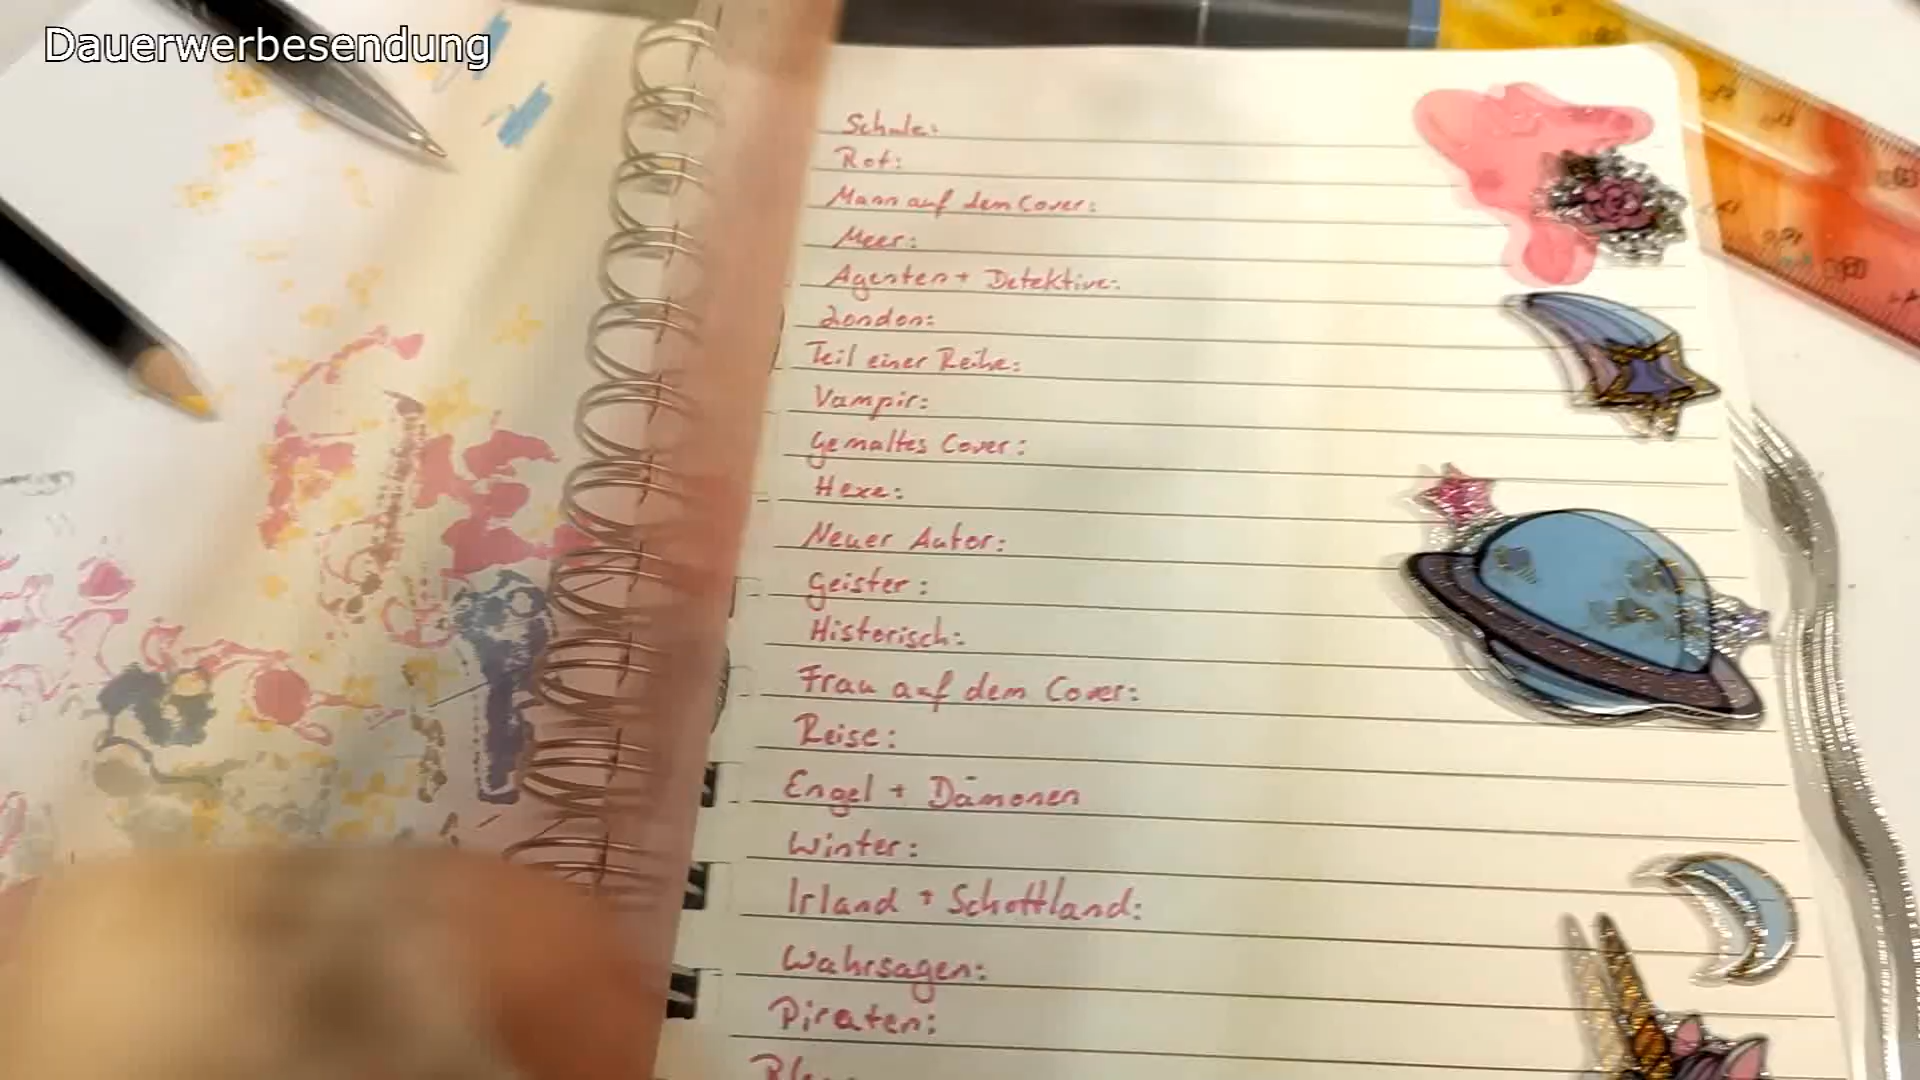 Dauerwerbesendung
Schule:
Rot:
Mann auf dem Cover:
Meer:
Agenten + Detektive:
London:
Teil einer Reihe:
Vampir:
Gemaltes Cover:
Hexe:
Neuer Autor:
Geister:
Historisch:
Frau auf dem Cover:
Reise:
Engel + Dämonen
Winter:
Irland + Schottland:
Wahrsagen:
Piraten: